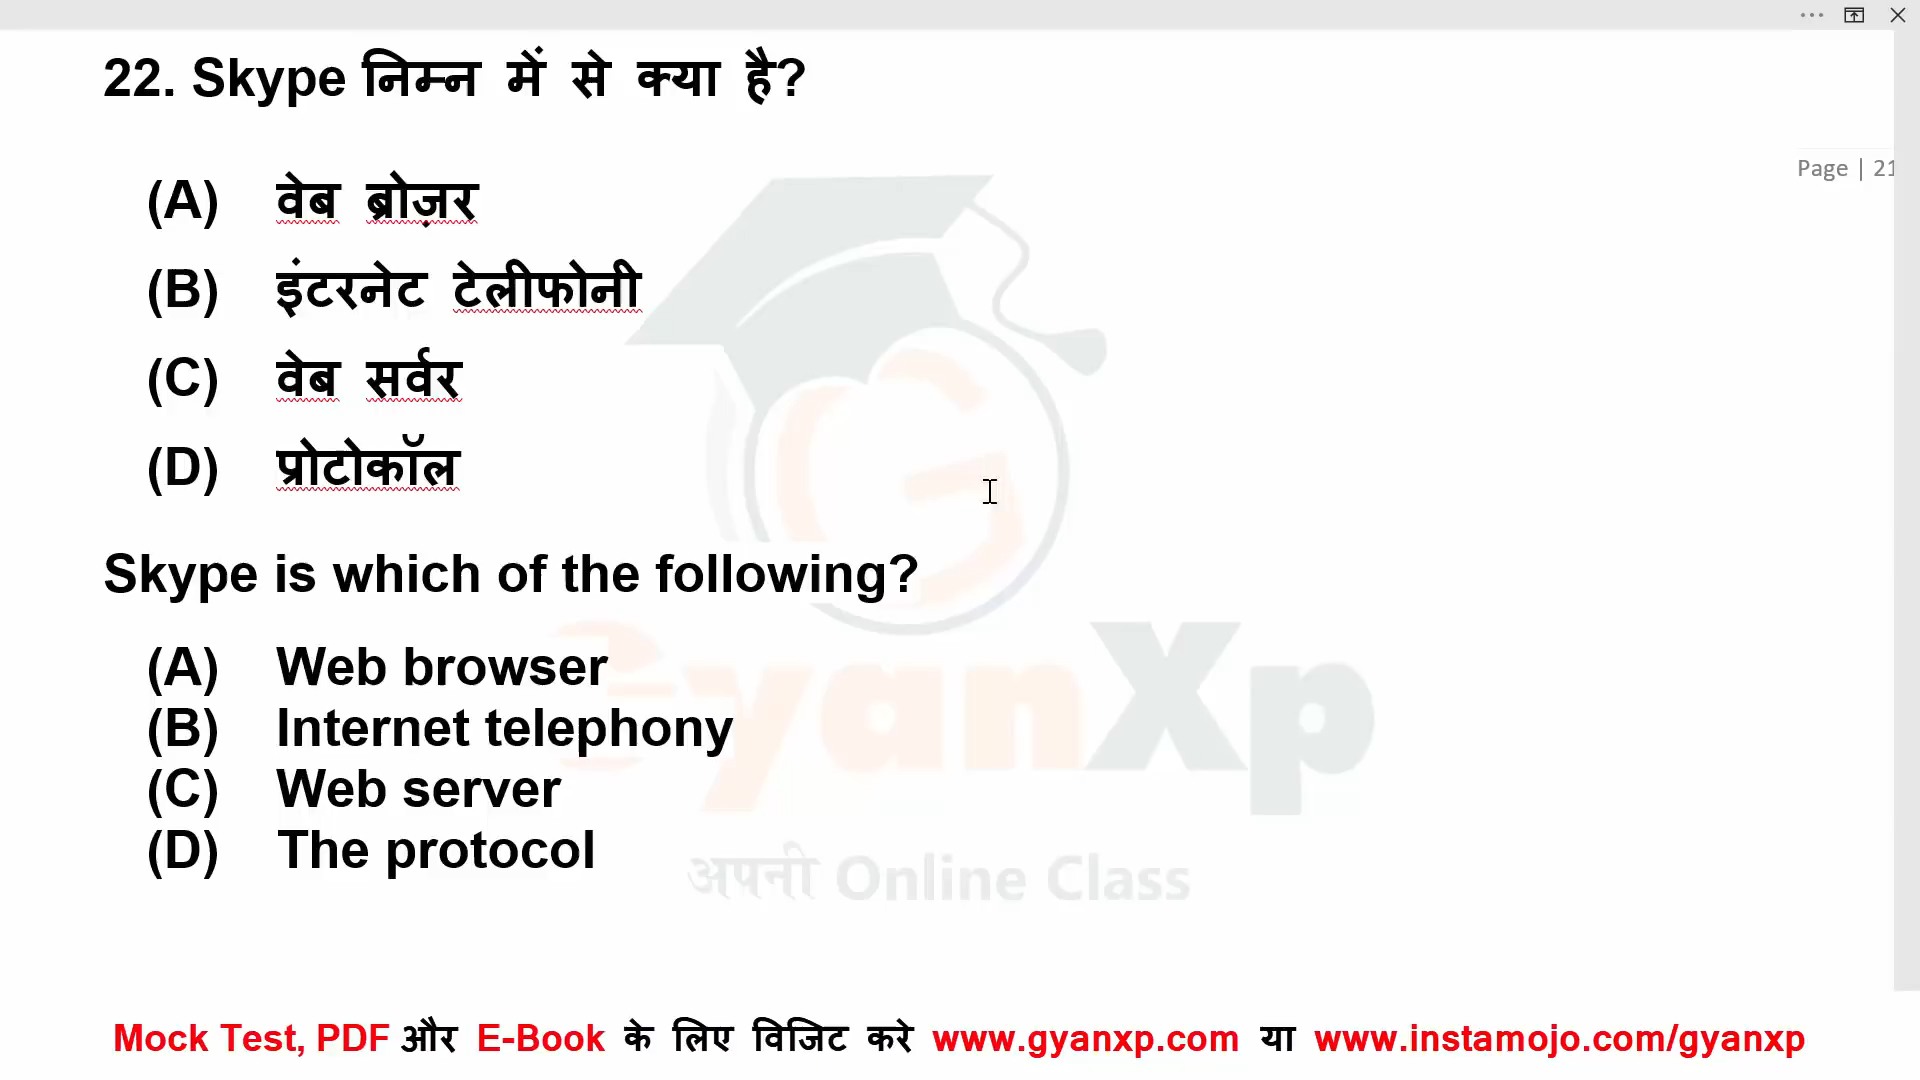 22. Skype निम्न में से क्या है?
Page | 21
(A) वेब ब्रोज़र
(B) इंटरनेट टेलीफोनी
(C) वेब सर्वर
(D) प्रोटोकॉल
Skype is which of the following?
(A) Web browser
(B) Internet telephony
(C) Web server
(D) The protocol
GyanXp
अपनी Online Class
Mock Test, PDF और E-Book के लिए विजिट करे www.gyanxp.com या www.instamojo.com/gyanxp